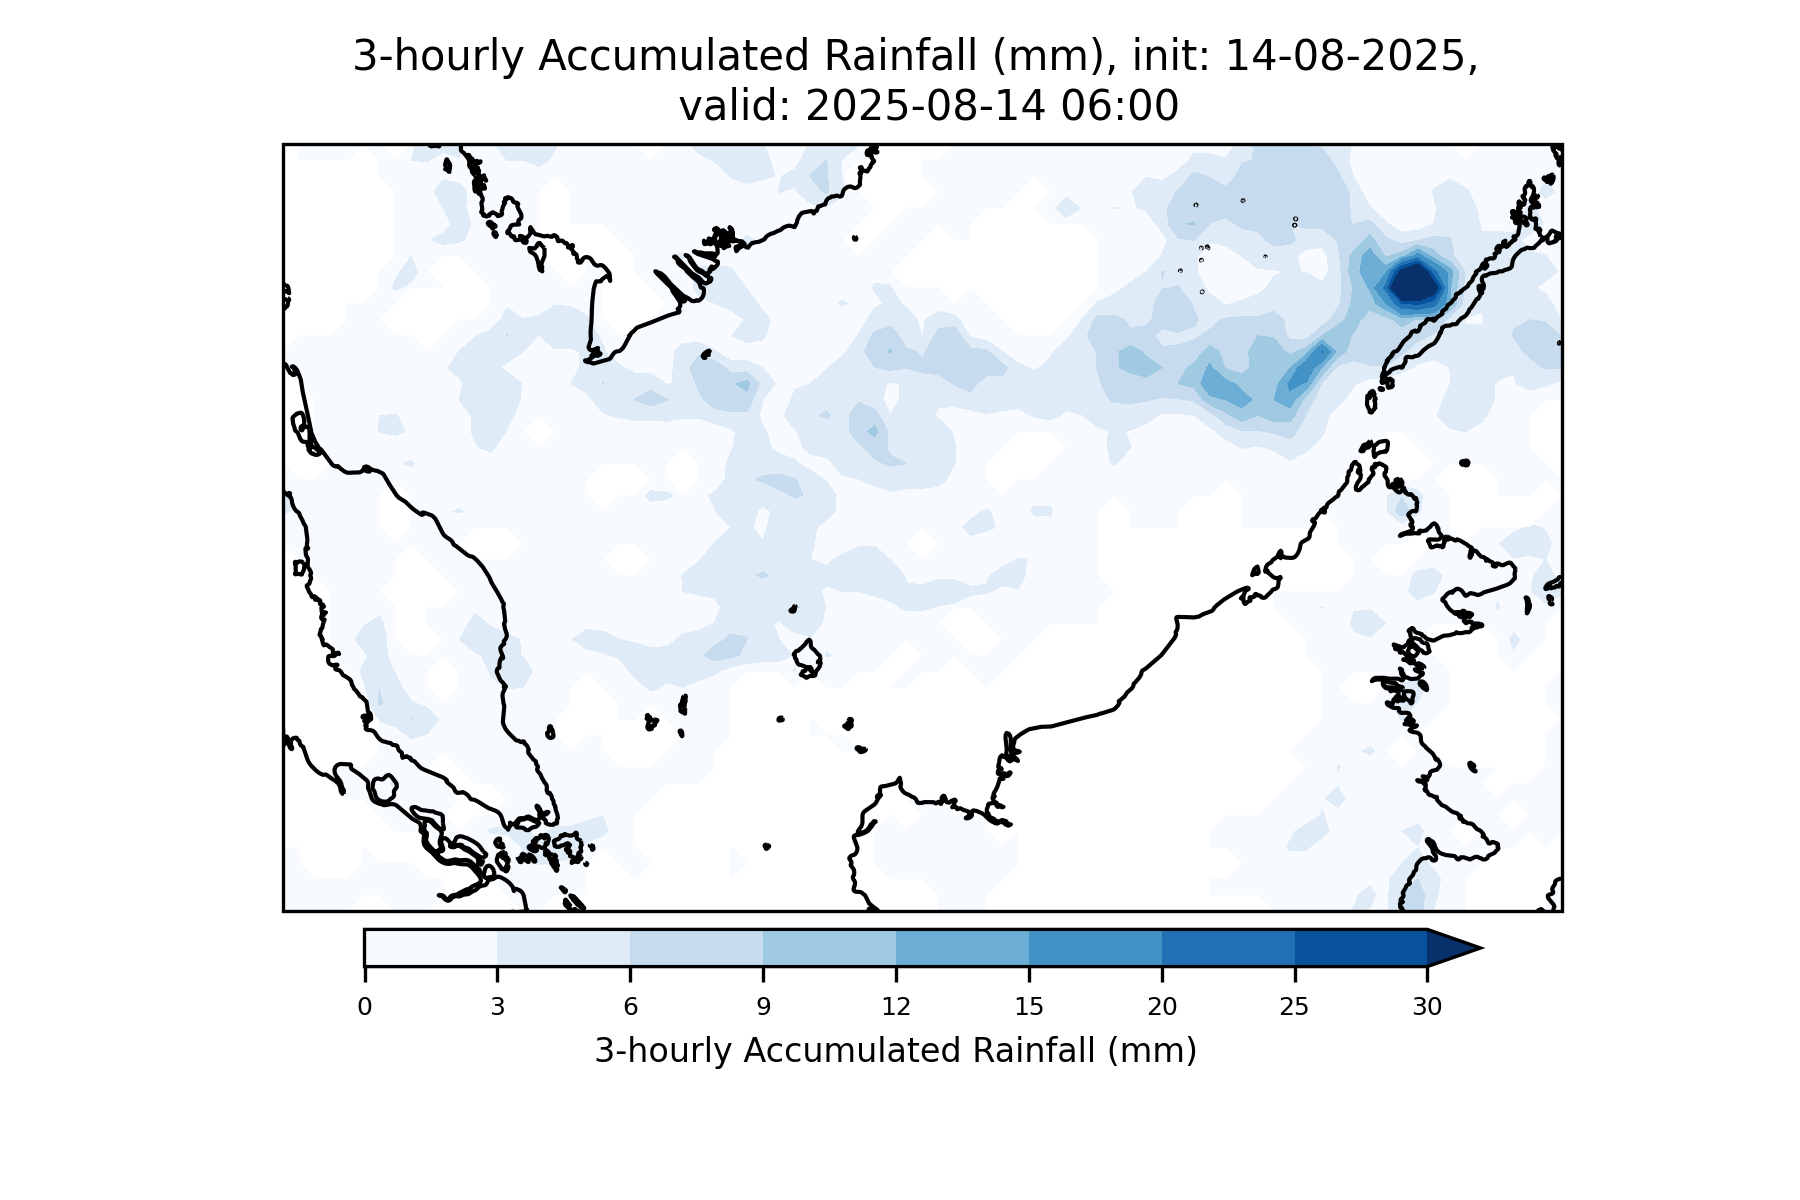 3-hourly Accumulated Rainfall (mm), init: 14-08-2025,
valid: 2025-08-14 06:00
0 3 6 9 12 15 20 25 30
3-hourly Accumulated Rainfall (mm)